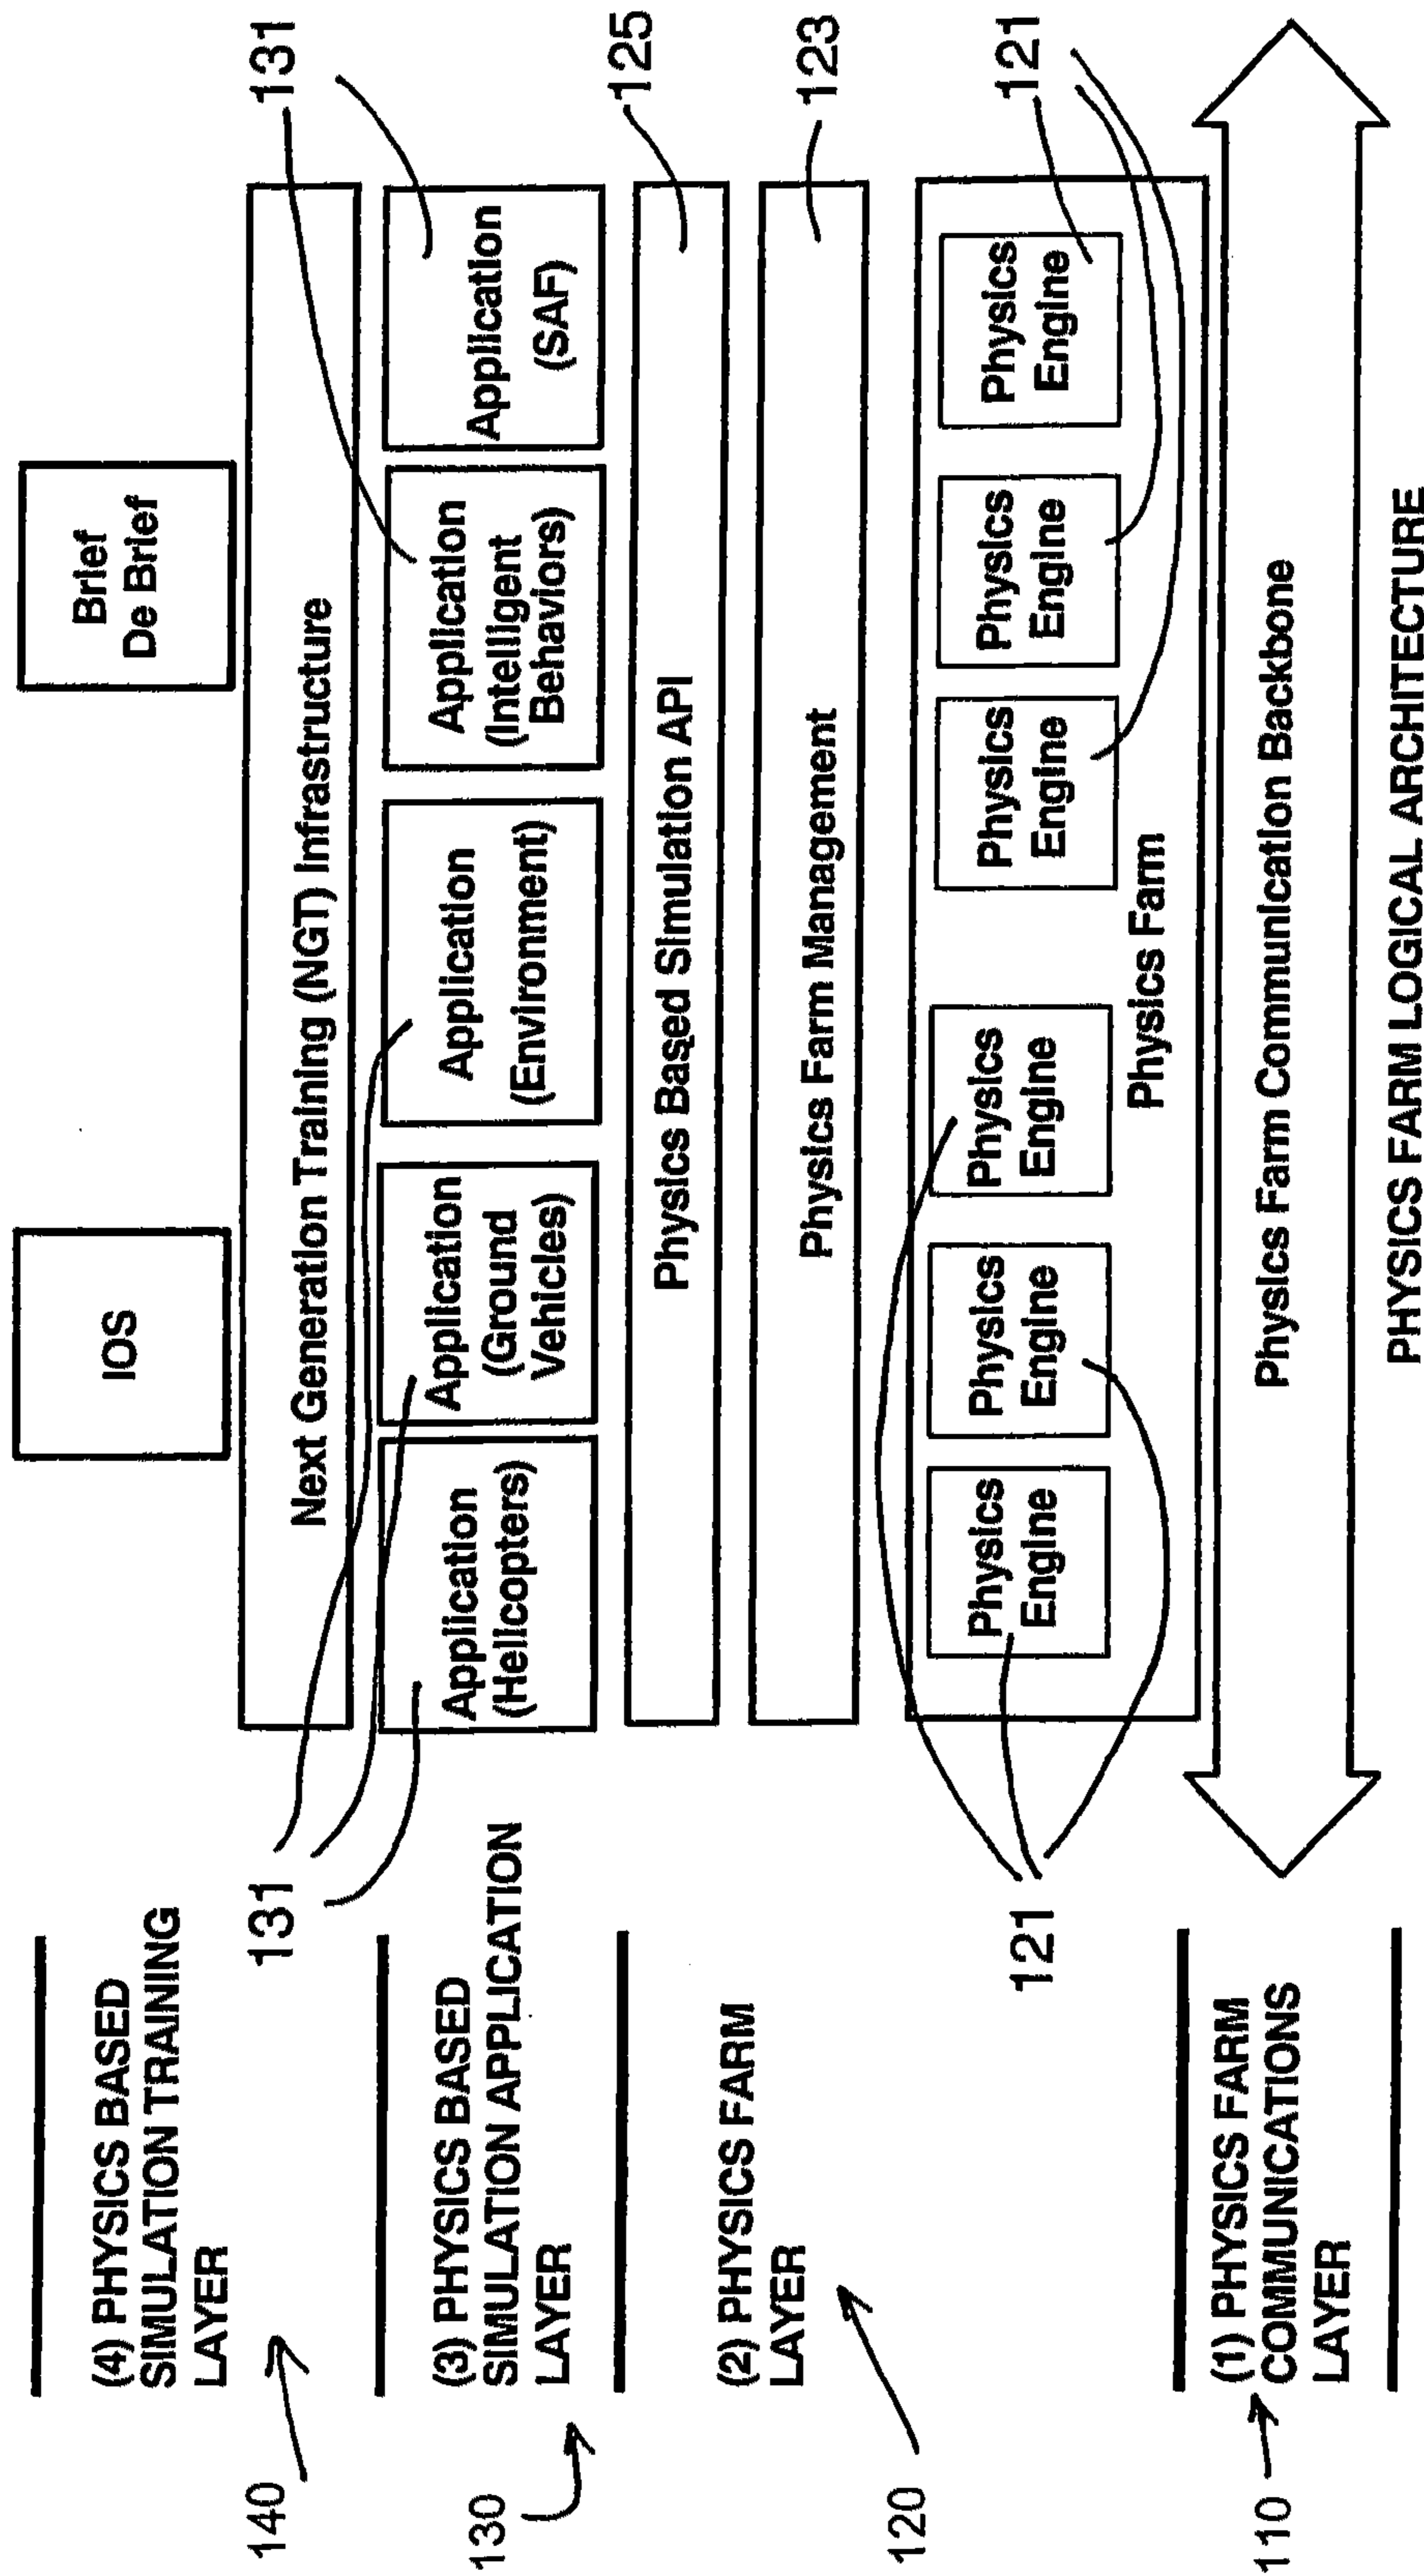 (4) PHYSICS BASED
SIMULATION TRAINING
LAYER
140
IOS
Brief
De Brief
Next Generation Training (NGT) Infrastructure
131
131
(3) PHYSICS BASED
SIMULATION APPLICATION
LAYER
130
Application
(Helicopters)
Application
(Ground
Vehicles)
Application
(Environment)
Application
(Intelligent
Behaviors)
Application
(SAF)
Physics Based Simulation API
125
(2) PHYSICS FARM
LAYER
120
Physics Farm Management
123
Physics
Engine
Physics
Engine
Physics
Engine
Physics
Engine
Physics
Engine
Physics
Engine
Physics Farm
121
121
(1) PHYSICS FARM
COMMUNICATIONS
LAYER
110
Physics Farm Communication Backbone
PHYSICS FARM LOGICAL ARCHITECTURE